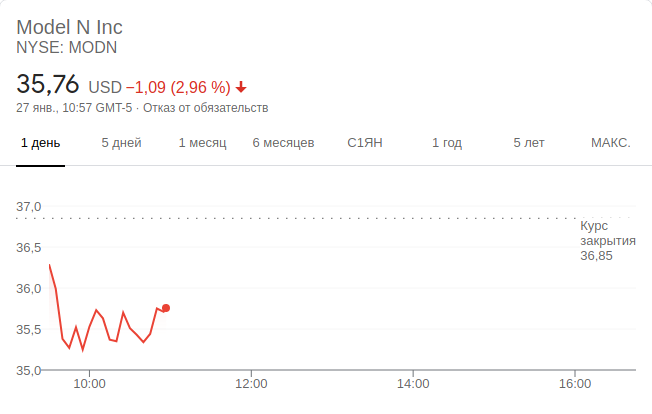 Model N Inc
NYSE: MODN
35,76 USD −1,09 (2,96 %)
27 янв., 10:57 GMT-5 · Отказ от обязательств
1 день 5 дней 1 месяц 6 месяцев С1ЯН 1 год 5 лет МАКС.
37,0
Курс
закрытия
36,85
36,5
36,0
35,5
35,0
10:00 12:00 14:00 16:00